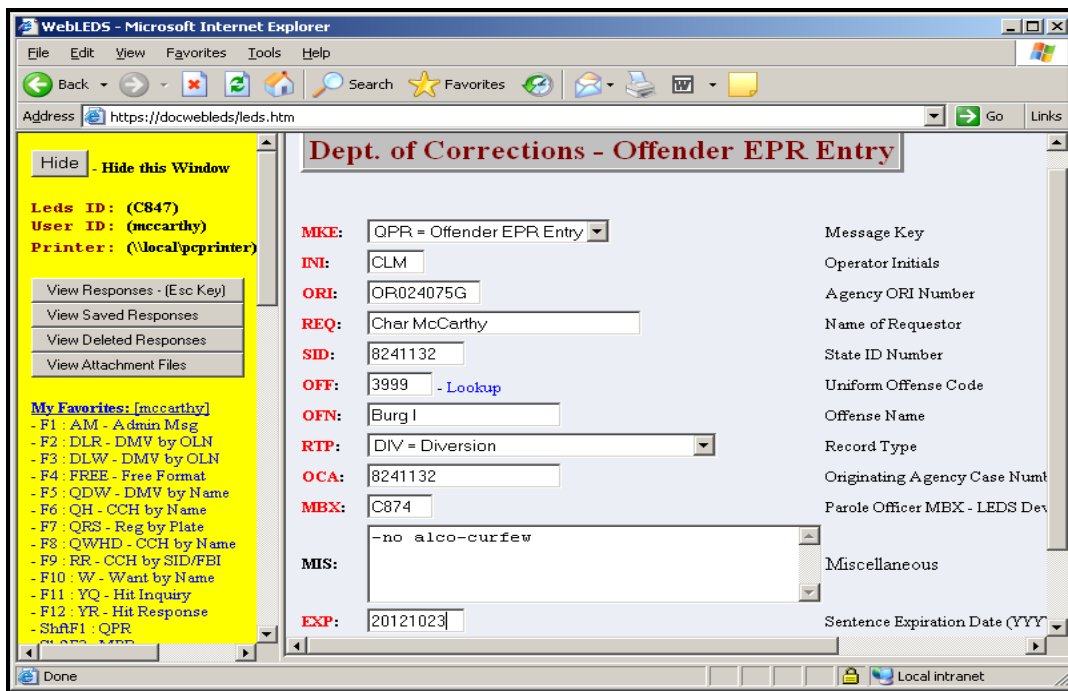 WebLEDS - Microsoft Internet Explorer
File Edit View Favorites Tools Help
Back Search Favorites
Address https://docwebleds/leds.htm Go Links
Hide - Hide this Window
Leds ID: (C847)
User ID: (mccarthy)
Printer: (\\local\pcprinter)
View Responses - (Esc Key)
View Saved Responses
View Deleted Responses
View Attachment Files
My Favorites: [mccarthy]
- F1 : AM - Admin Msg
- F2 : DLR - DMV by OLN
- F3 : DLW - DMV by OLN
- F4 : FREE - Free Format
- F5 : QDW - DMV by Name
- F6 : QH - CCH by Name
- F7 : QRS - Reg by Plate
- F8 : QWHD - CCH by Name
- F9 : RR - CCH by SID/FBI
- F10 : W - Want by Name
- F11 : YQ - Hit Inquiry
- F12 : YR - Hit Response
- ShftF1 : QPR
Dept. of Corrections - Offender EPR Entry
MKE: QPR = Offender EPR Entry Message Key
INI: CLM Operator Initials
ORI: OR024075G Agency ORI Number
REQ: Char McCarthy Name of Requestor
SID: 8241132 State ID Number
OFF: 3999 - Lookup Uniform Offense Code
OFN: Burg I Offense Name
RTP: DIV = Diversion Record Type
OCA: 8241132 Originating Agency Case Numb
MBX: C874 Parole Officer MBX - LEDS Dev
MIS: -no alco-curfew Miscellaneous
EXP: 20121023 Sentence Expiration Date (YYY
Done Local intranet